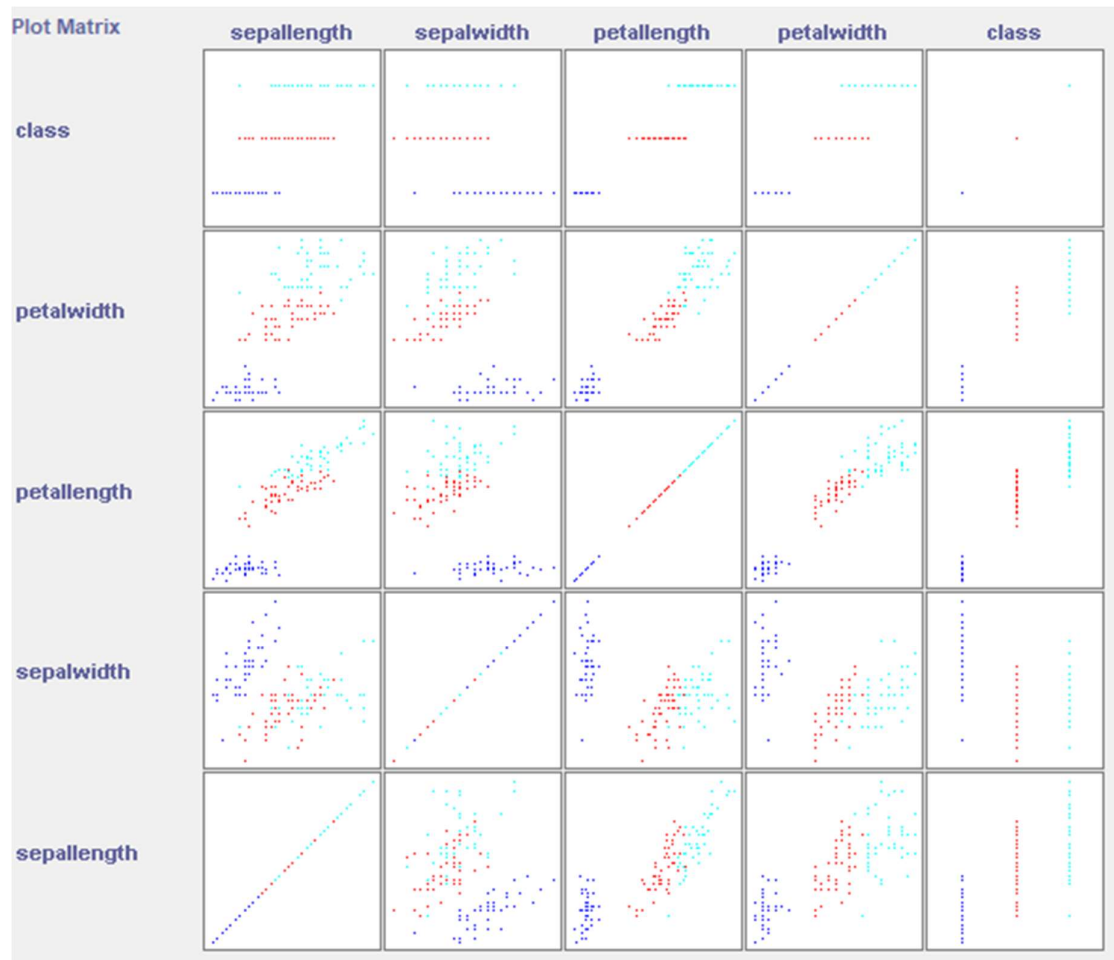 Plot Matrix
sepallength sepalwidth petallength petalwidth class
class
petalwidth
petallength
sepalwidth
sepallength